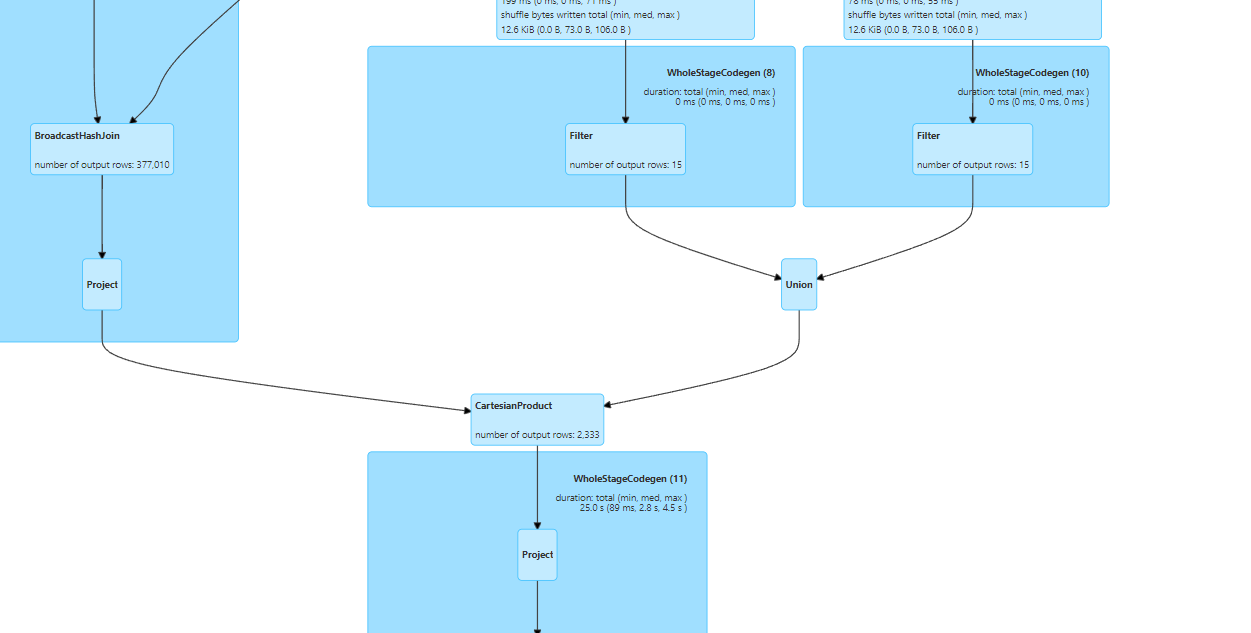 199 ms (0 ms, 0 ms, 71 ms )
shuffle bytes written total (min, med, max )
12.6 KiB (0.0 B, 73.0 B, 106.0 B )
78 ms (0 ms, 0 ms, 55 ms )
shuffle bytes written total (min, med, max )
12.6 KiB (0.0 B, 73.0 B, 106.0 B )
WholeStageCodegen (8)
duration: total (min, med, max )
0 ms (0 ms, 0 ms, 0 ms )
WholeStageCodegen (10)
duration: total (min, med, max )
0 ms (0 ms, 0 ms, 0 ms )
BroadcastHashJoin
number of output rows: 377,010
Filter
number of output rows: 15
Filter
number of output rows: 15
Project
Union
CartesianProduct
number of output rows: 2,333
WholeStageCodegen (11)
duration: total (min, med, max )
25.0 s (89 ms, 2.8 s, 4.5 s )
Project